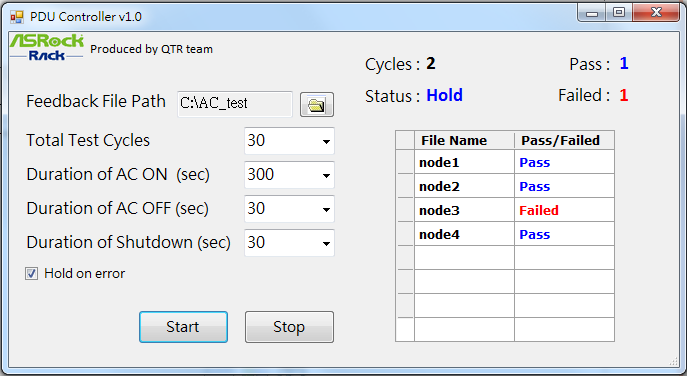 PDU Controller v1.0
ASRock
Rack
Produced by QTR team
Cycles : 2
Pass : 1
Status : Hold
Failed : 1
Feedback File Path C:\AC_test
Total Test Cycles 30
Duration of AC ON (sec) 300
Duration of AC OFF (sec) 30
Duration of Shutdown (sec) 30
Hold on error
Start
Stop
File Name Pass/Failed
node1 Pass
node2 Pass
node3 Failed
node4 Pass